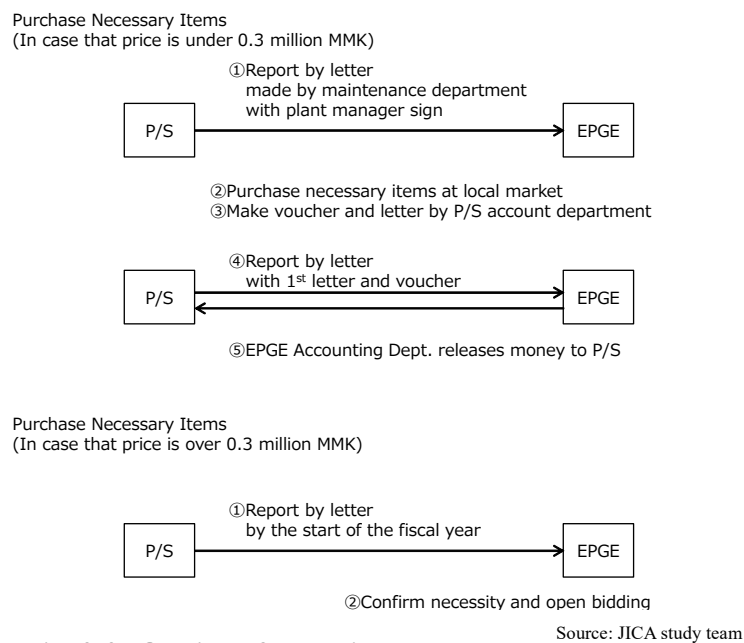 Purchase Necessary Items
(In case that price is under 0.3 million MMK)
①Report by letter
made by maintenance department
with plant manager sign
P/S
EPGE
②Purchase necessary items at local market
③Make voucher and letter by P/S account department
④Report by letter
with 1st letter and voucher
P/S
EPGE
⑤EPGE Accounting Dept. releases money to P/S
Purchase Necessary Items
(In case that price is over 0.3 million MMK)
①Report by letter
by the start of the fiscal year
P/S
EPGE
②Confirm necessity and open bidding
Source: JICA study team